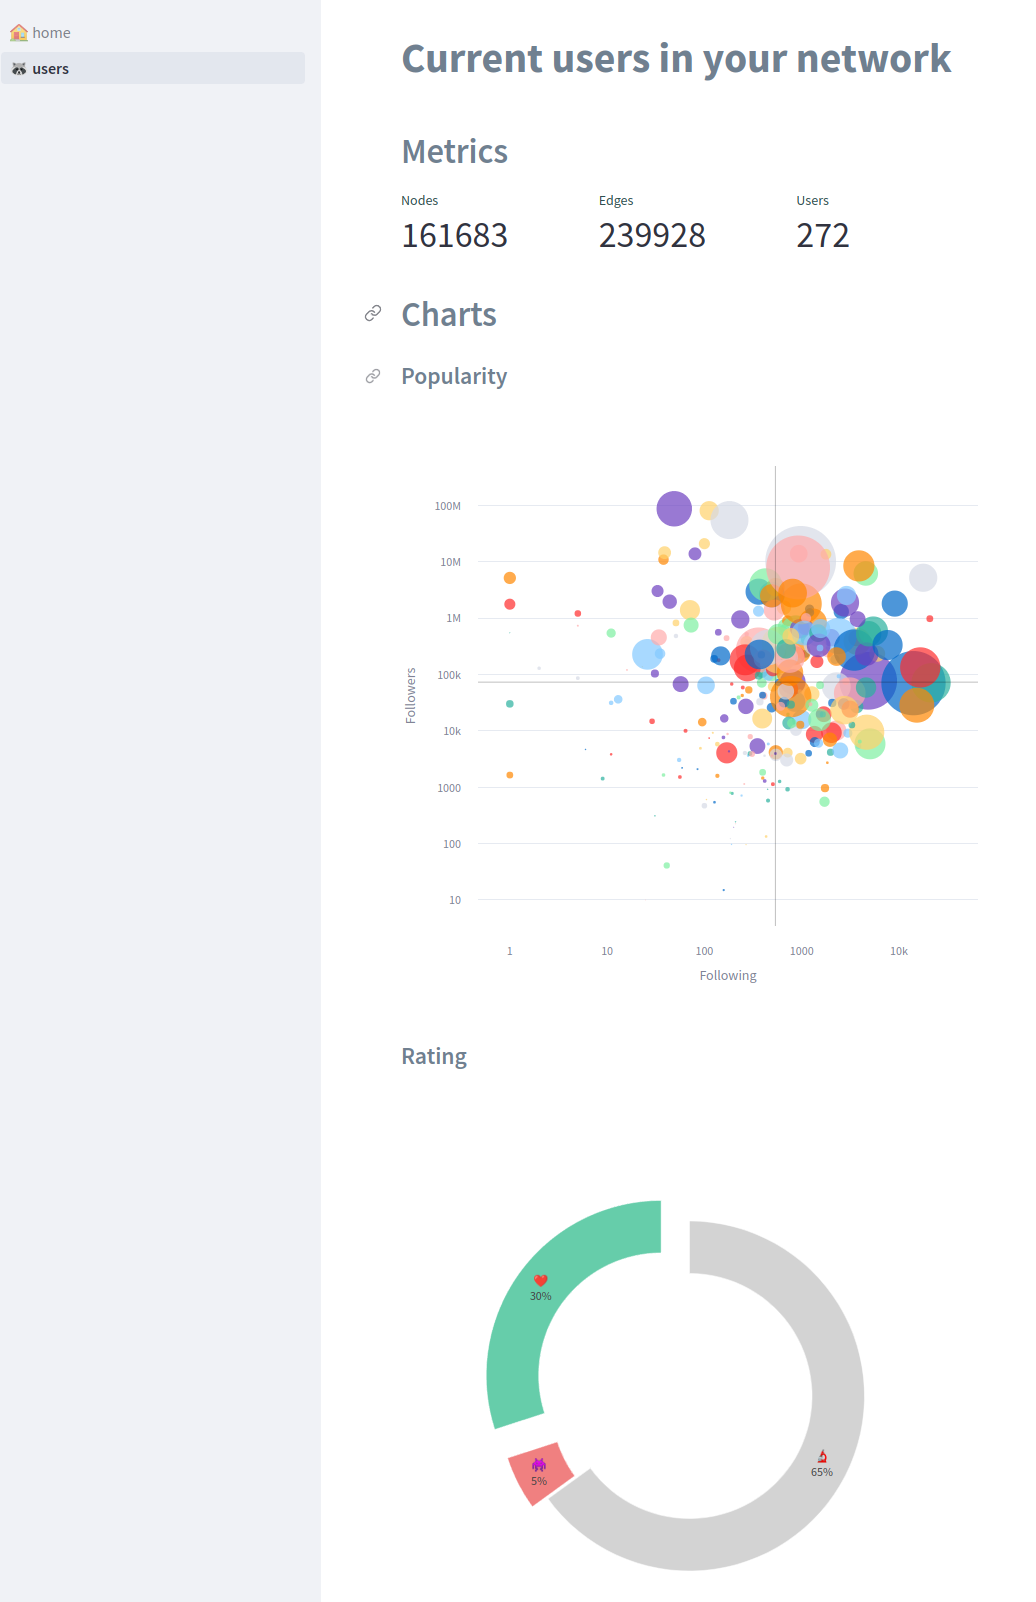 home
users
Current users in your network
Metrics
Nodes
Edges
Users
161683
239928
272
Charts
Popularity
100M
10M
1M
100k
10k
1000
100
10
Followers
1
10
100
1000
10k
Following
Rating
30%
5%
65%